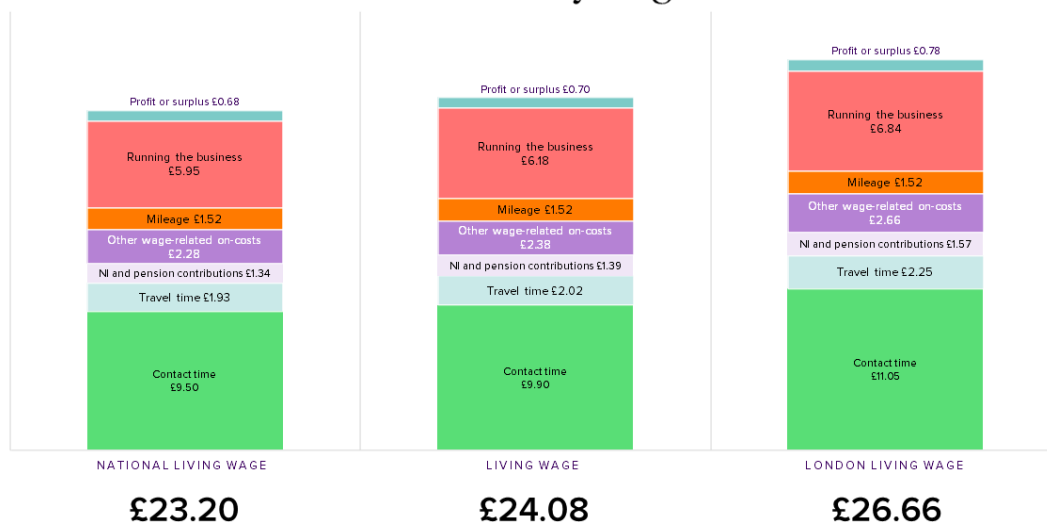 Profit or surplus £0.68
Running the business
£5.95
Mileage £1.52
Other wage-related on-costs
£2.28
NI and pension contributions £1.34
Travel time £1.93
Contact time
£9.50
NATIONAL LIVING WAGE
£23.20
Profit or surplus £0.70
Running the business
£6.18
Mileage £1.52
Other wage-related on-costs
£2.38
NI and pension contributions £1.39
Travel time £2.02
Contact time
£9.90
LIVING WAGE
£24.08
Profit or surplus £0.78
Running the business
£6.84
Mileage £1.52
Other wage-related on-costs
£2.66
NI and pension contributions £1.57
Travel time £2.25
Contact time
£11.05
LONDON LIVING WAGE
£26.66